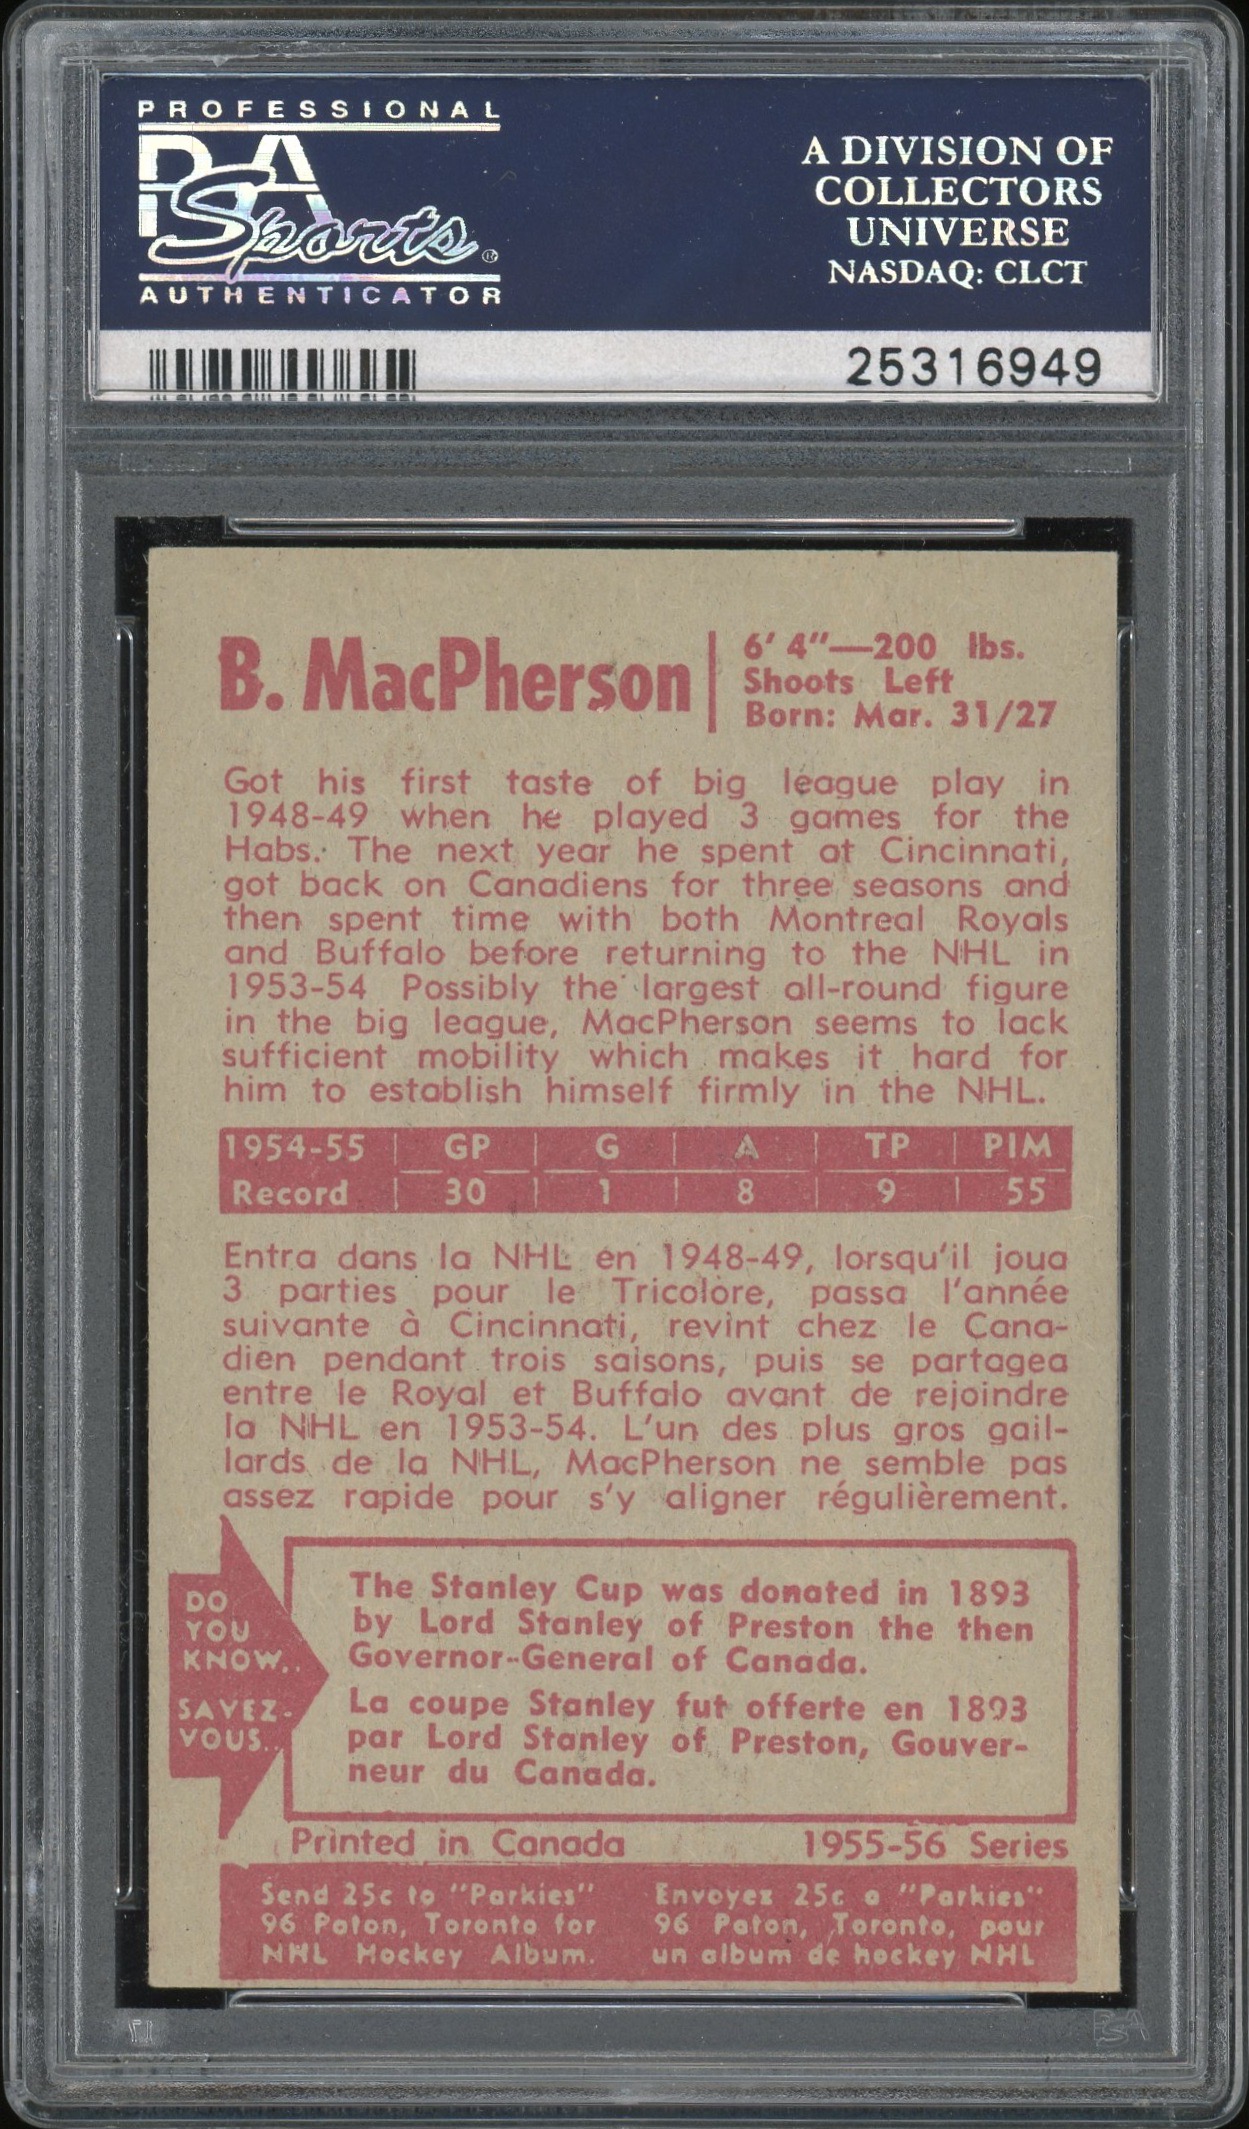 PROFESSIONAL
PSA
Sports®
AUTHENTICATOR
A DIVISION OF
COLLECTORS
UNIVERSE
NASDAQ: CLCT
25316949
B. MacPherson
6' 4"—200 lbs.
Shoots Left
Born: Mar. 31/27
Got his first taste of big league play in
1948-49 when he played 3 games for the
Habs. The next year he spent at Cincinnati,
got back on Canadiens for three seasons and
then spent time with both Montreal Royals
and Buffalo before returning to the NHL in
1953-54 Possibly the largest all-round figure
in the big league, MacPherson seems to lack
sufficient mobility which makes it hard for
him to establish himself firmly in the NHL.
1954-55 | GP | G | A | TP | PIM
Record | 30 | 1 | 8 | 9 | 55
Entra dans la NHL en 1948-49, lorsqu'il joua
3 parties pour le Tricolore, passa l'année
suivante à Cincinnati, revint chez le Cana-
dien pendant trois saisons, puis se partagea
entre le Royal et Buffalo avant de rejoindre
la NHL en 1953-54. L'un des plus gros gail-
lards de la NHL, MacPherson ne semble pas
assez rapide pour s'y aligner régulièrement.
DO
YOU
KNOW..
SAVEZ-
VOUS..
The Stanley Cup was donated in 1893
by Lord Stanley of Preston the then
Governor-General of Canada.
La coupe Stanley fut offerte en 1893
par Lord Stanley of Preston, Gouver-
neur du Canada.
Printed in Canada
1955-56 Series
Send 25c to "Parkies"
96 Paton, Toronto for
NHL Hockey Album.
Envoyez 25c a "Parkies"
96 Paton, Toronto, pour
un album de hockey NHL
PSA